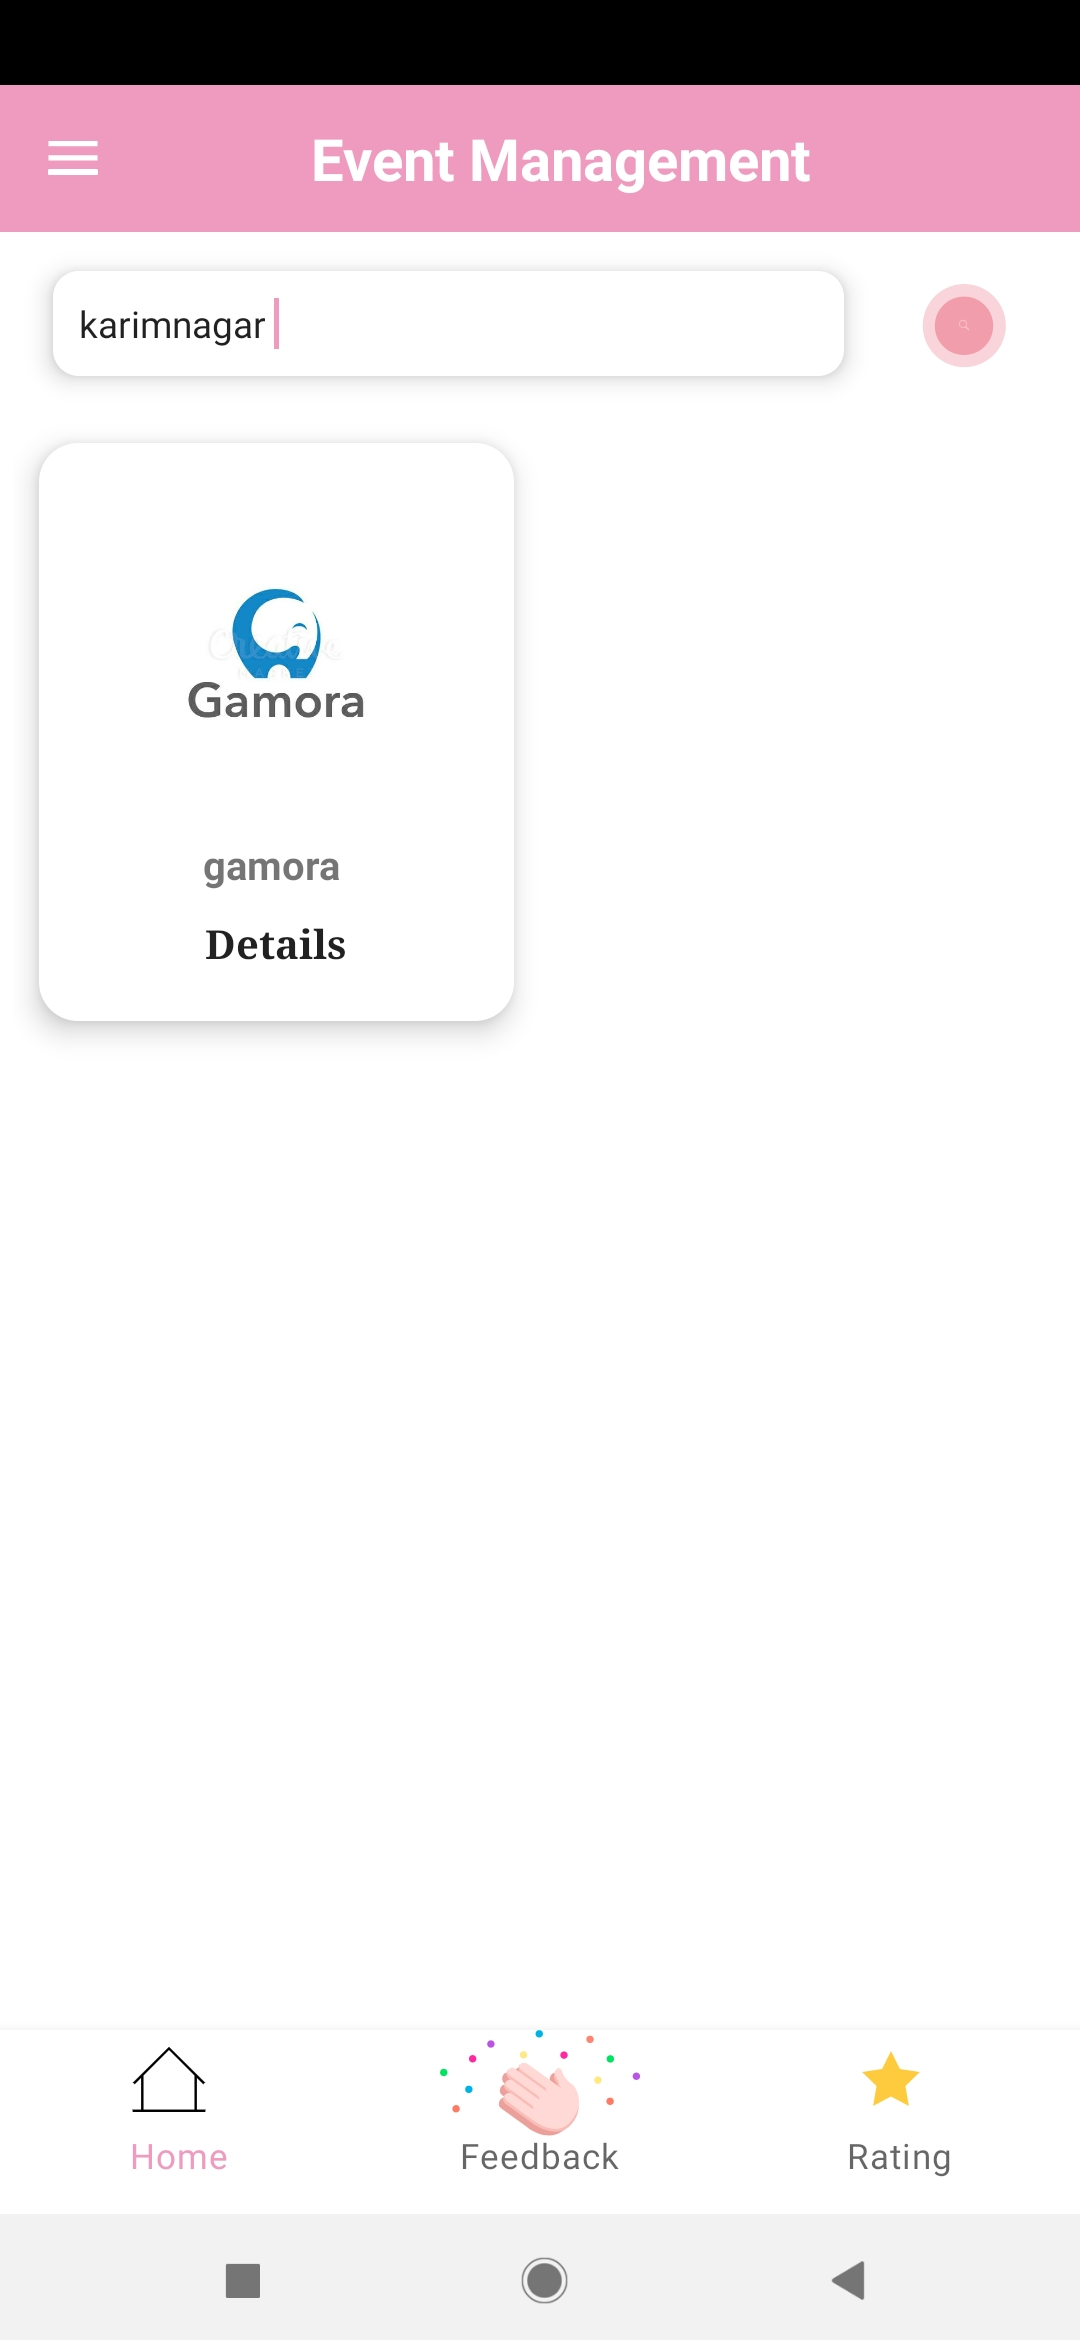 Event Management
karimnagar
Gamora
gamora
Details
Home
Feedback
Rating